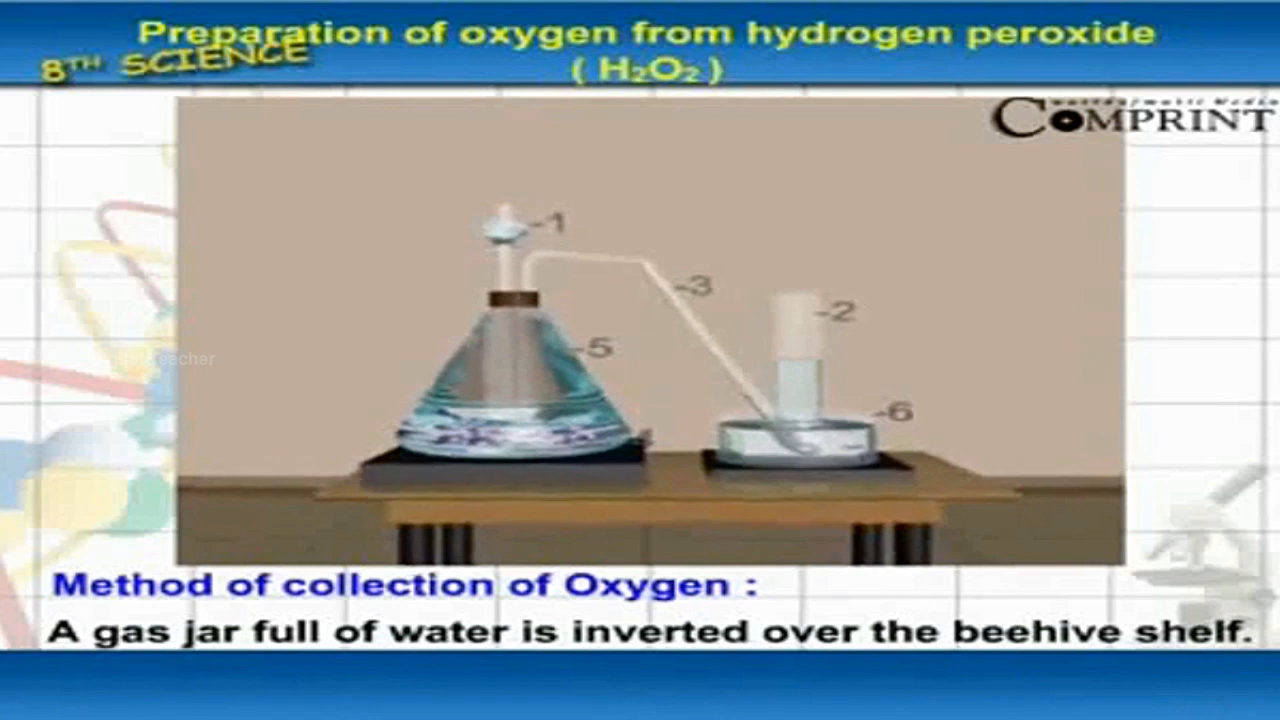 Preparation of oxygen from hydrogen peroxide
( H₂O₂ )
8TH SCIENCE
COMPRINT
-1
-3
-2
-5
-6
Teacher
Method of collection of Oxygen :
A gas jar full of water is inverted over the beehive shelf.